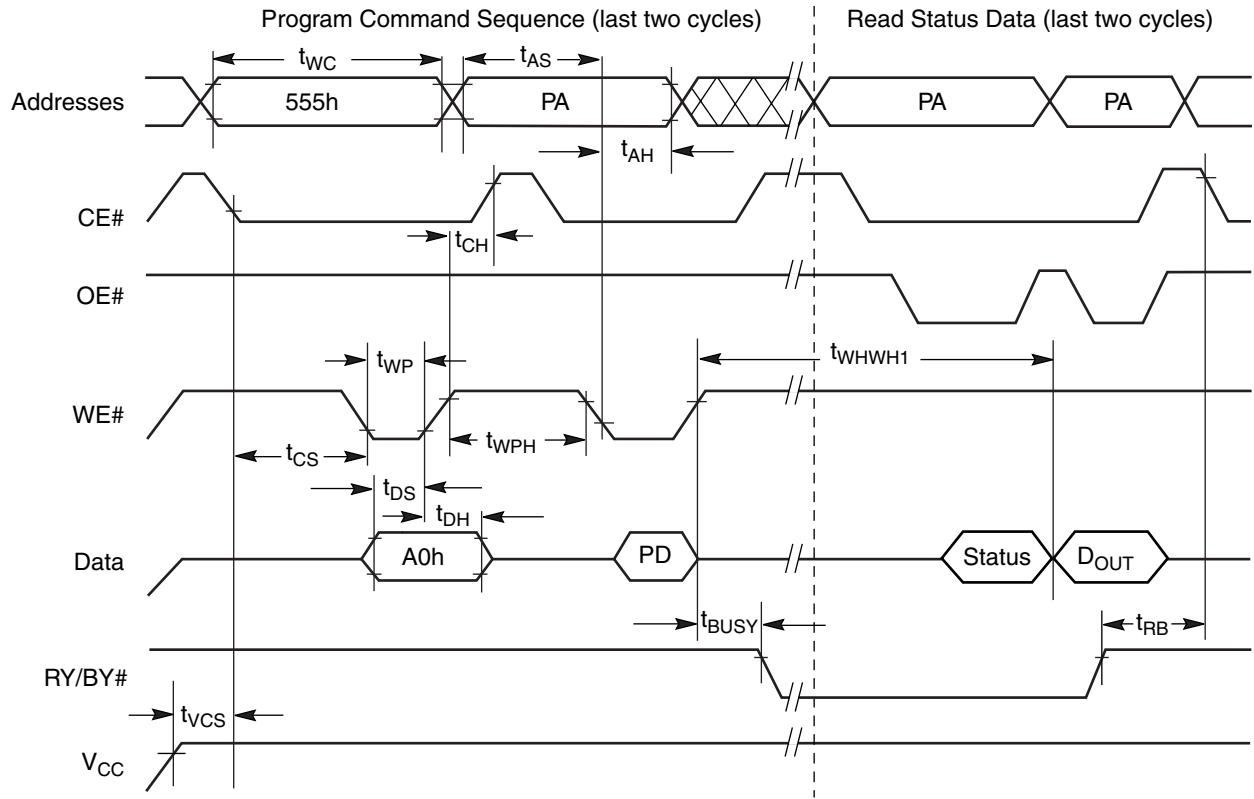 Program Command Sequence (last two cycles)
Read Status Data (last two cycles)
tWC
tAS
Addresses
555h
PA
PA
PA
tAH
CE#
tCH
OE#
tWHWH1
tWP
WE#
tWPH
tCS
tDS
tDH
Data
A0h
PD
Status
DOUT
tBUSY
tRB
RY/BY#
tVCS
VCC